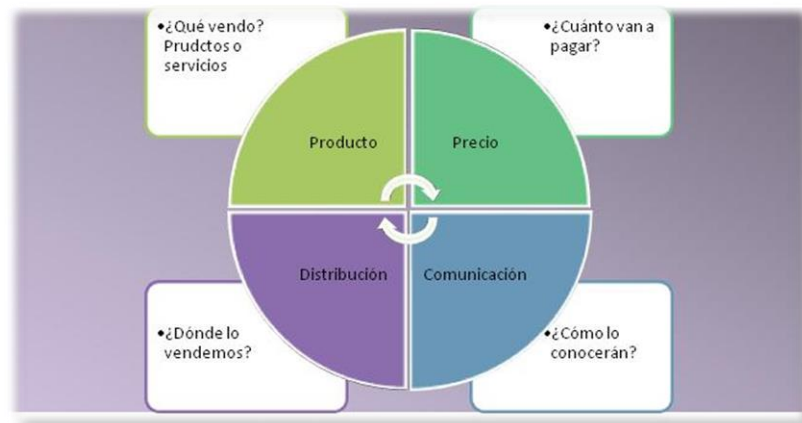 •¿Qué vendo?
Prudctos o
servicios
•¿Cuánto van a
pagar?
Producto
Precio
Distribución
Comunicación
•¿Dónde lo
vendemos?
•¿Cómo lo
conocerán?